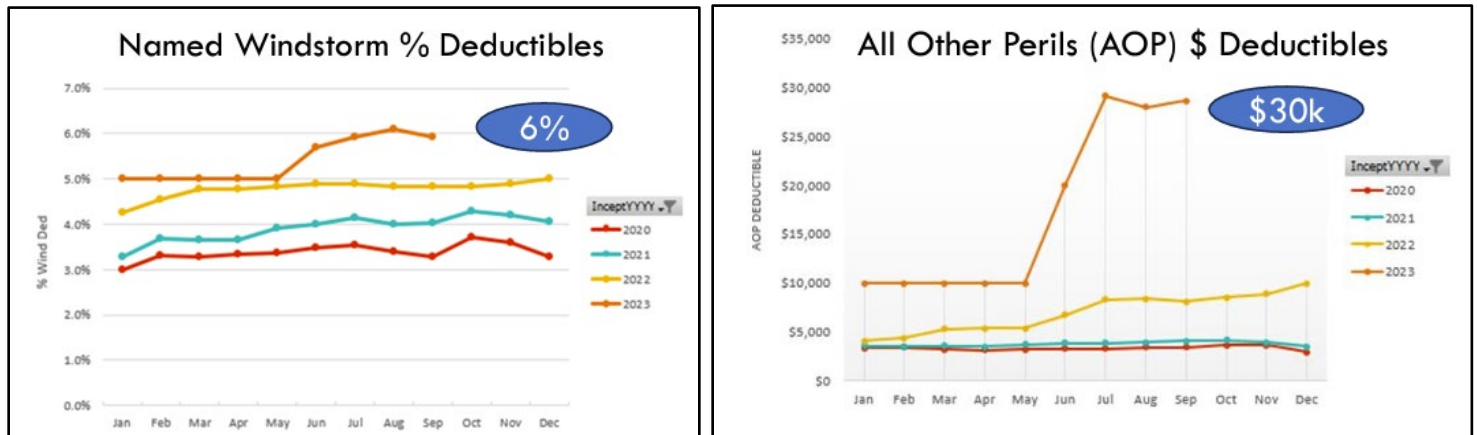 Named Windstorm % Deductibles
7.0%
6.0%
5.0%
4.0%
3.0%
2.0%
1.0%
0.0%
% Wind Ded
6%
Jan Feb Mar Apr May Jun Jul Aug Sep Oct Nov Dec
InceptYYYY
2020
2021
2022
2023
All Other Perils (AOP) $ Deductibles
$35,000
$30,000
$25,000
$20,000
$15,000
$10,000
$5,000
$0
AOP DEDUCTIBLE
$30k
Jan Feb Mar Apr May Jun Jul Aug Sep Oct Nov Dec
InceptYYYY
2020
2021
2022
2023